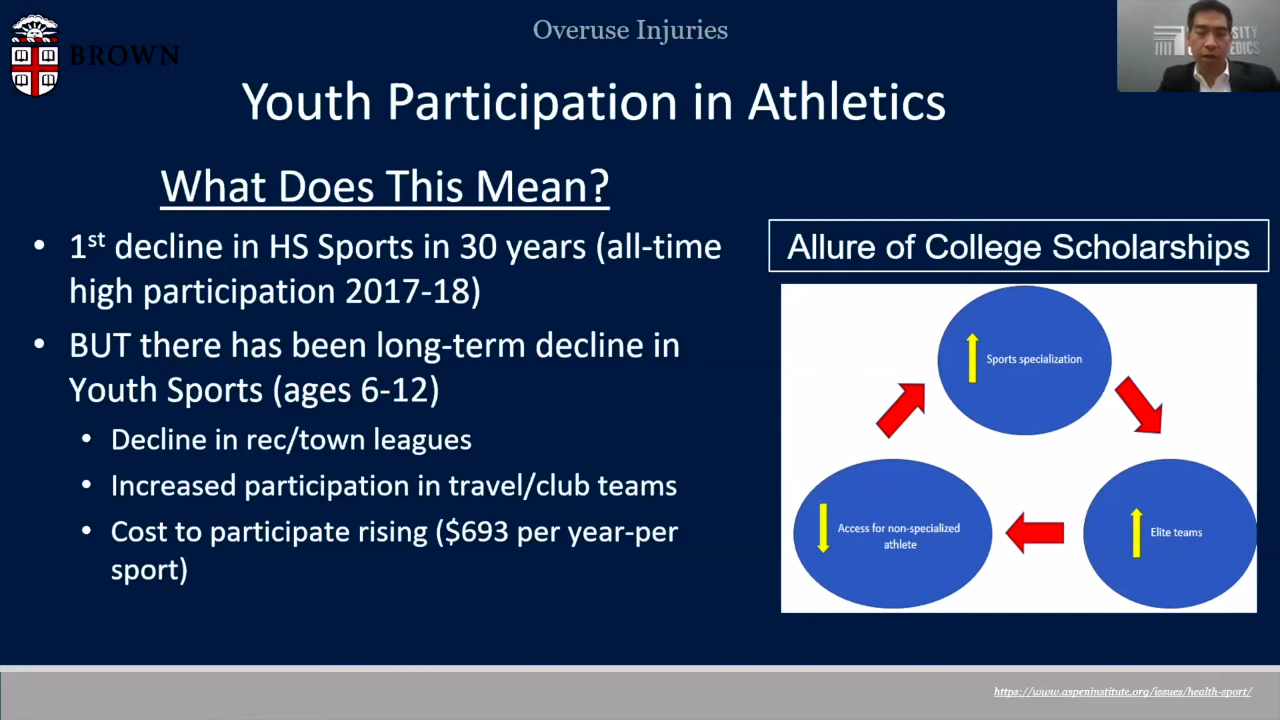 Overuse Injuries
BROWN
Youth Participation in Athletics
What Does This Mean?
• 1st decline in HS Sports in 30 years (all-time
high participation 2017-18)
• BUT there has been long-term decline in
Youth Sports (ages 6-12)
• Decline in rec/town leagues
• Increased participation in travel/club teams
• Cost to participate rising ($693 per year-per
sport)
Allure of College Scholarships
Sports specialization
Elite teams
Access for non-specialized
athlete
https://www.aspeninstitute.org/issues/health-sport/